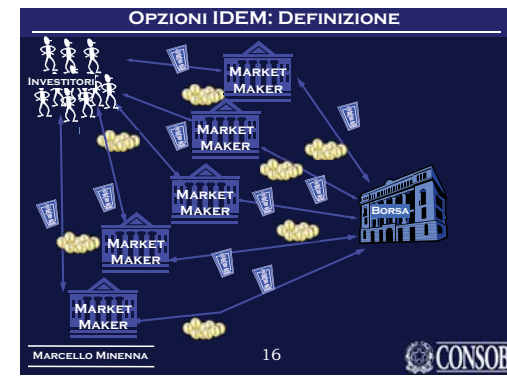 OPZIONI IDEM: DEFINIZIONE
INVESTITORI
MARKET
MAKER
MARKET
MAKER
MARKET
MAKER
BORSA
MARKET
MAKER
MARKET
MAKER
MARCELLO MINENNA
16
CONSOB